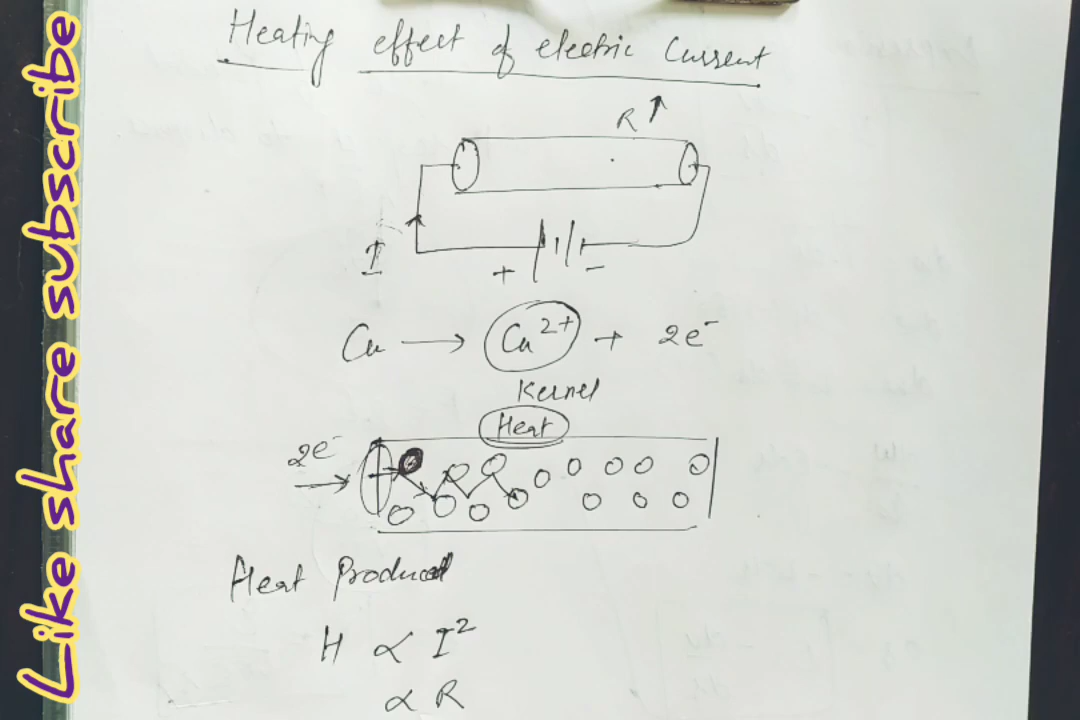 Like share subscribe
Heating effect of electric Current
R ↑
I
+ −
Cu → Cu²⁺ + 2e⁻
Kernel
Heat
2e⁻
Heat Produced
H ∝ I²
∝ R